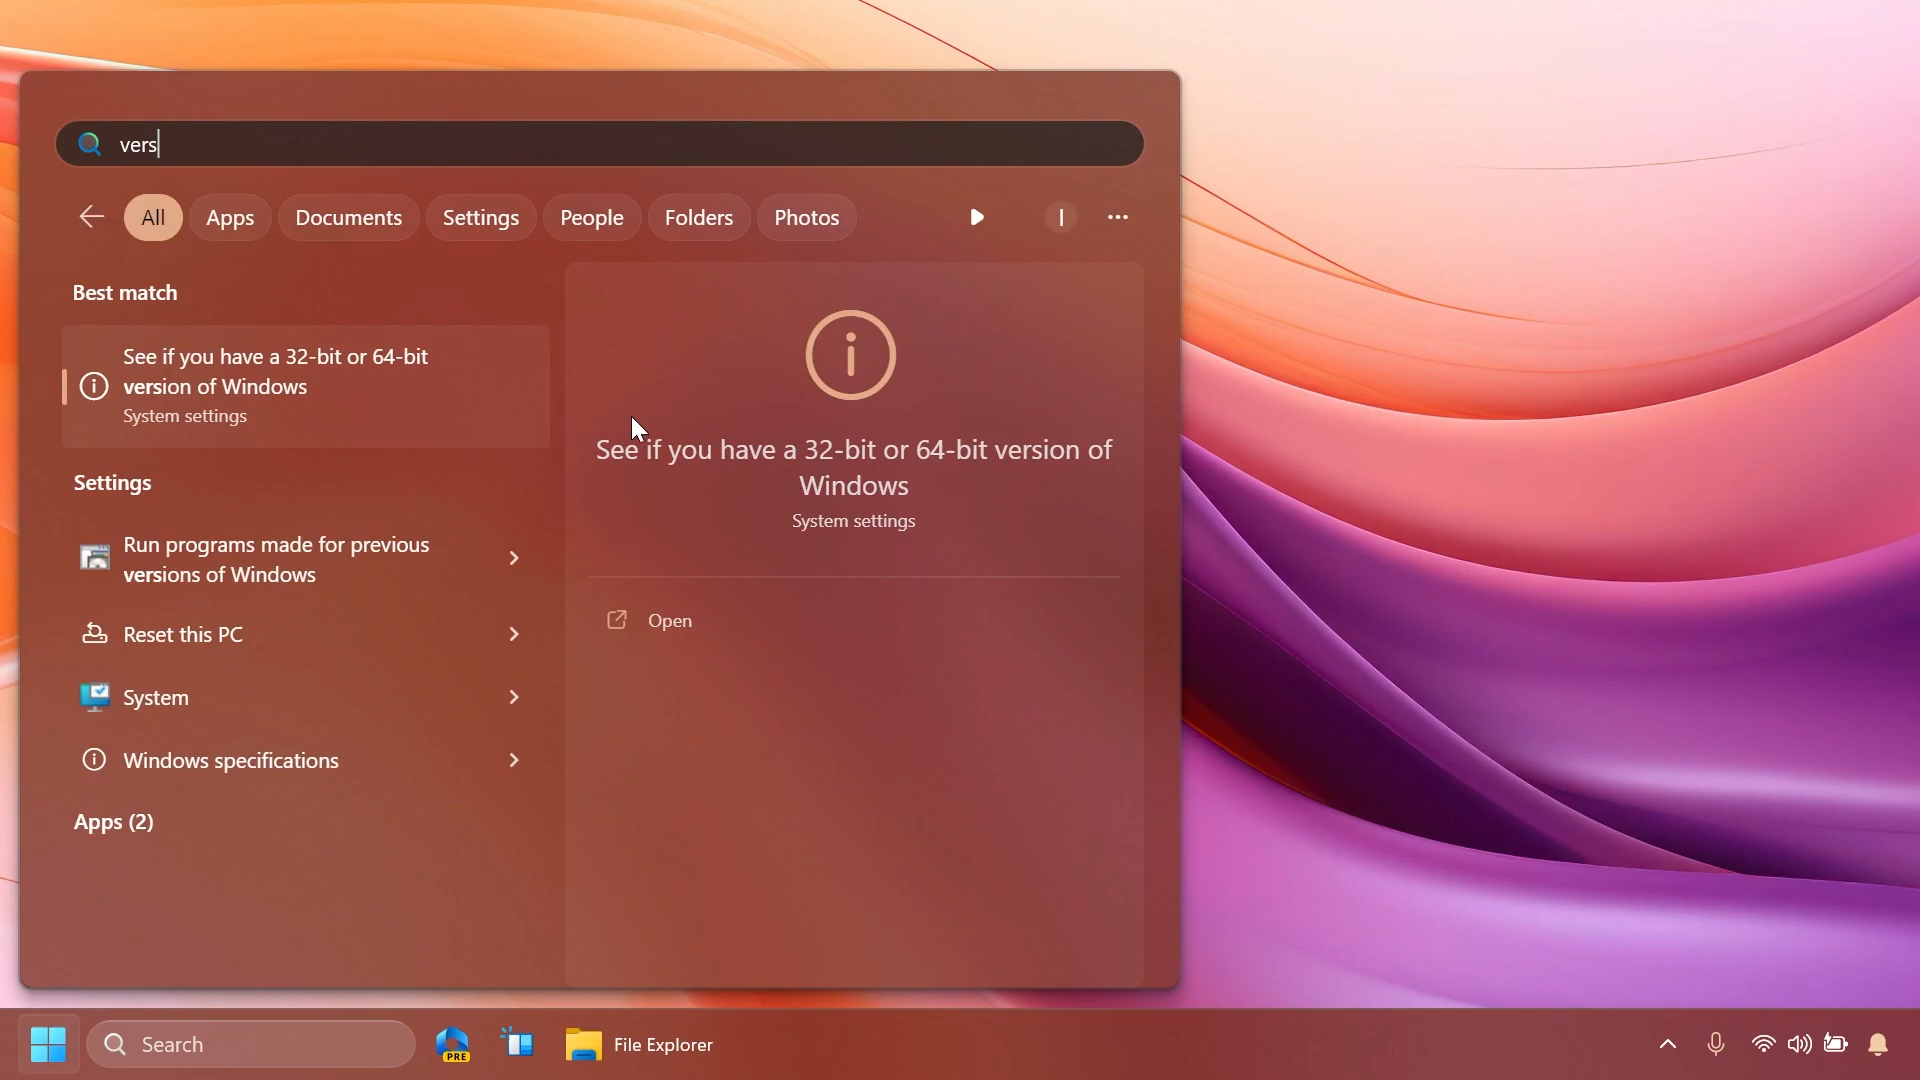 vers
All Apps Documents Settings People Folders Photos
Best match
See if you have a 32-bit or 64-bit
version of Windows
System settings
Settings
Run programs made for previous
versions of Windows
Reset this PC
System
Windows specifications
Apps (2)
See if you have a 32-bit or 64-bit version of
Windows
System settings
Open
Search
PRE
File Explorer